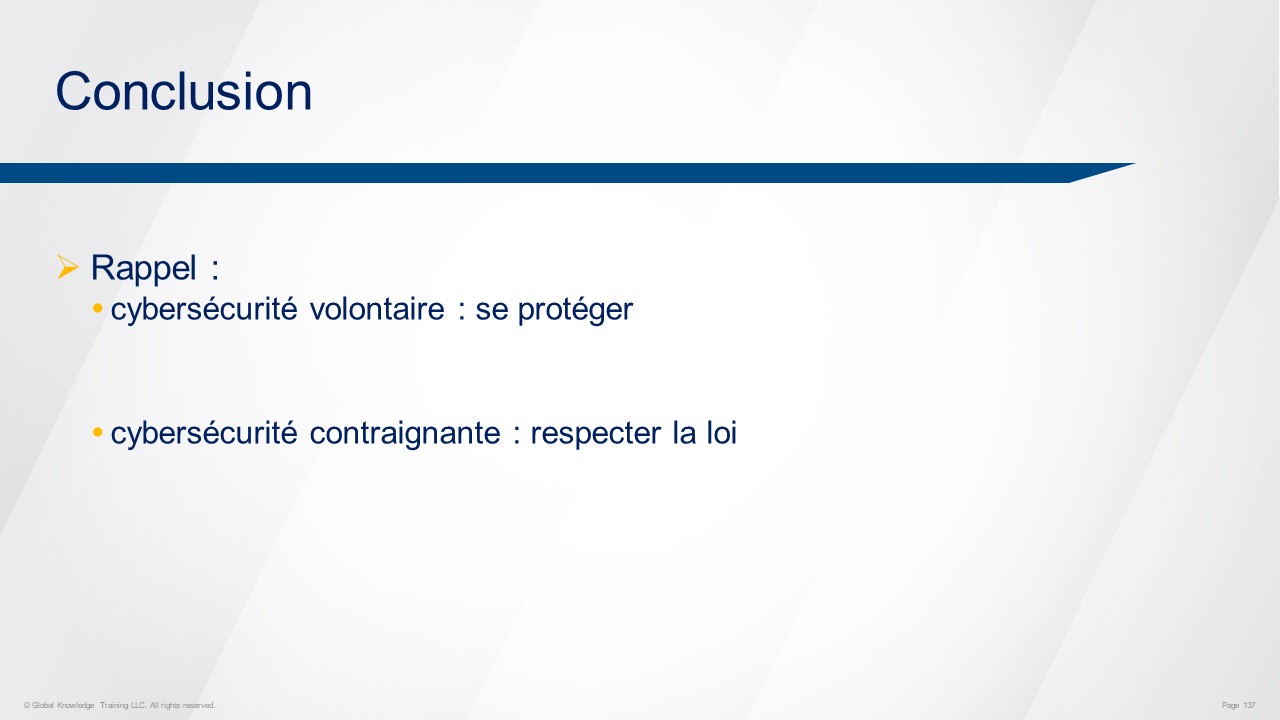 Conclusion
Rappel :
cybersécurité volontaire : se protéger
cybersécurité contraignante : respecter la loi
© Global Knowledge Training LLC. All rights reserved.
Page 137